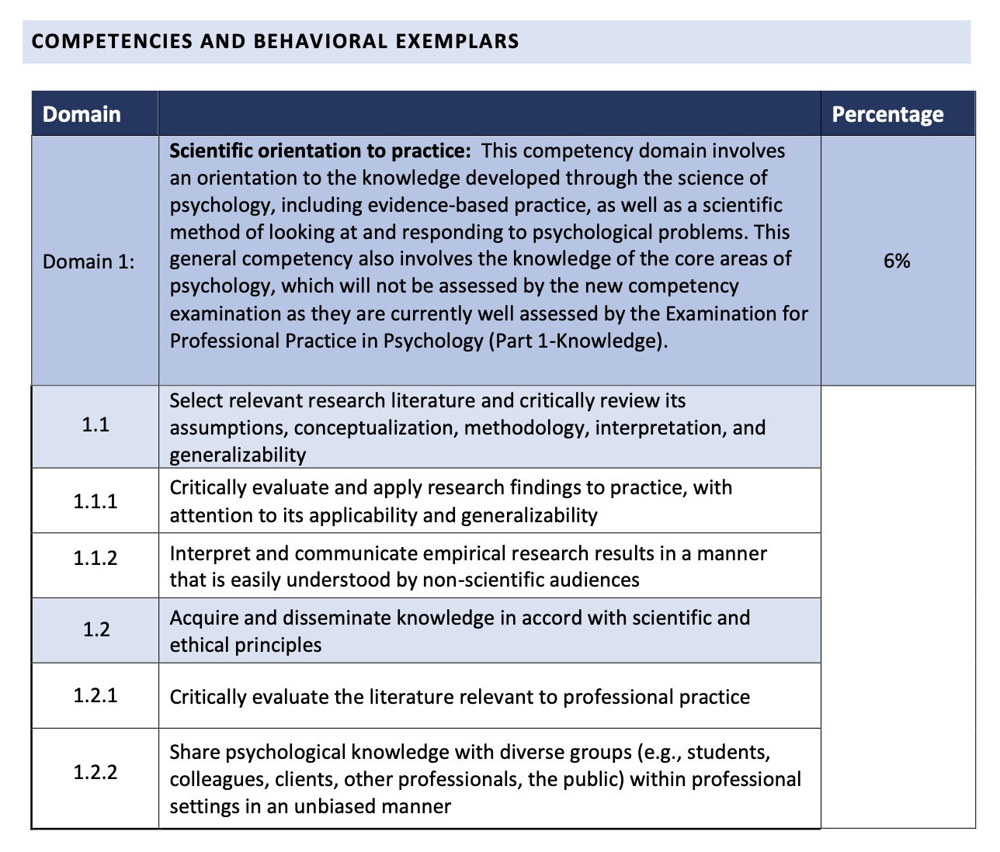 COMPETENCIES AND BEHAVIORAL EXEMPLARS
Domain
Percentage
Domain 1:
Scientific orientation to practice: This competency domain involves
an orientation to the knowledge developed through the science of
psychology, including evidence-based practice, as well as a scientific
method of looking at and responding to psychological problems. This
general competency also involves the knowledge of the core areas of
psychology, which will not be assessed by the new competency
examination as they are currently well assessed by the Examination for
Professional Practice in Psychology (Part 1-Knowledge).
6%
1.1
Select relevant research literature and critically review its
assumptions, conceptualization, methodology, interpretation, and
generalizability
1.1.1
Critically evaluate and apply research findings to practice, with
attention to its applicability and generalizability
1.1.2
Interpret and communicate empirical research results in a manner
that is easily understood by non-scientific audiences
1.2
Acquire and disseminate knowledge in accord with scientific and
ethical principles
1.2.1
Critically evaluate the literature relevant to professional practice
1.2.2
Share psychological knowledge with diverse groups (e.g., students,
colleagues, clients, other professionals, the public) within professional
settings in an unbiased manner